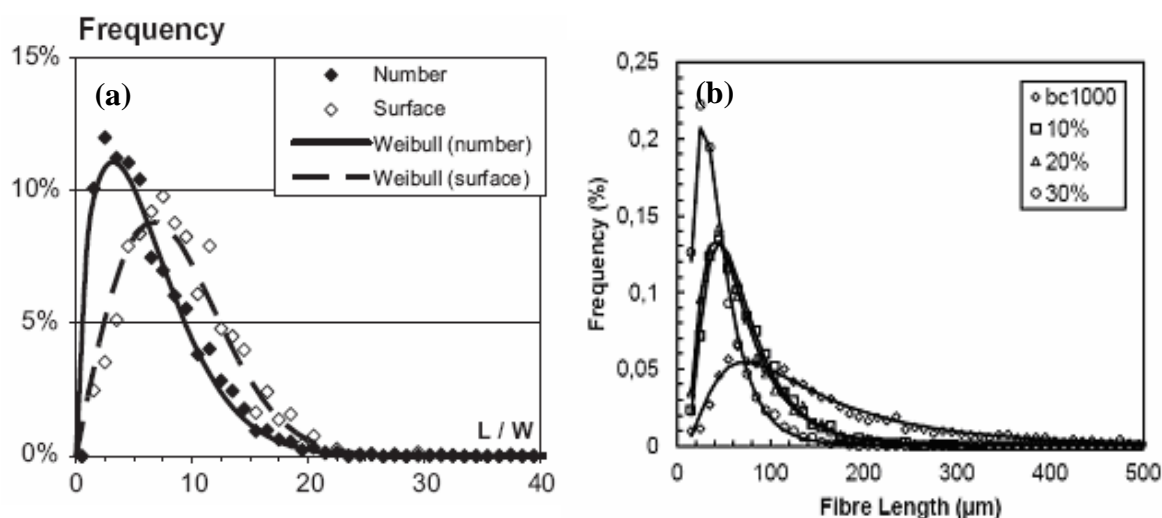 Frequency
15%
10%
5%
0%
(a)
Number
Surface
Weibull (number)
Weibull (surface)
L / W
0
10
20
30
40
(b)
0,25
0,2
0,15
0,1
0,05
0
Frequency (%)
bc1000
10%
20%
30%
0
100
200
300
400
500
Fibre Length (µm)